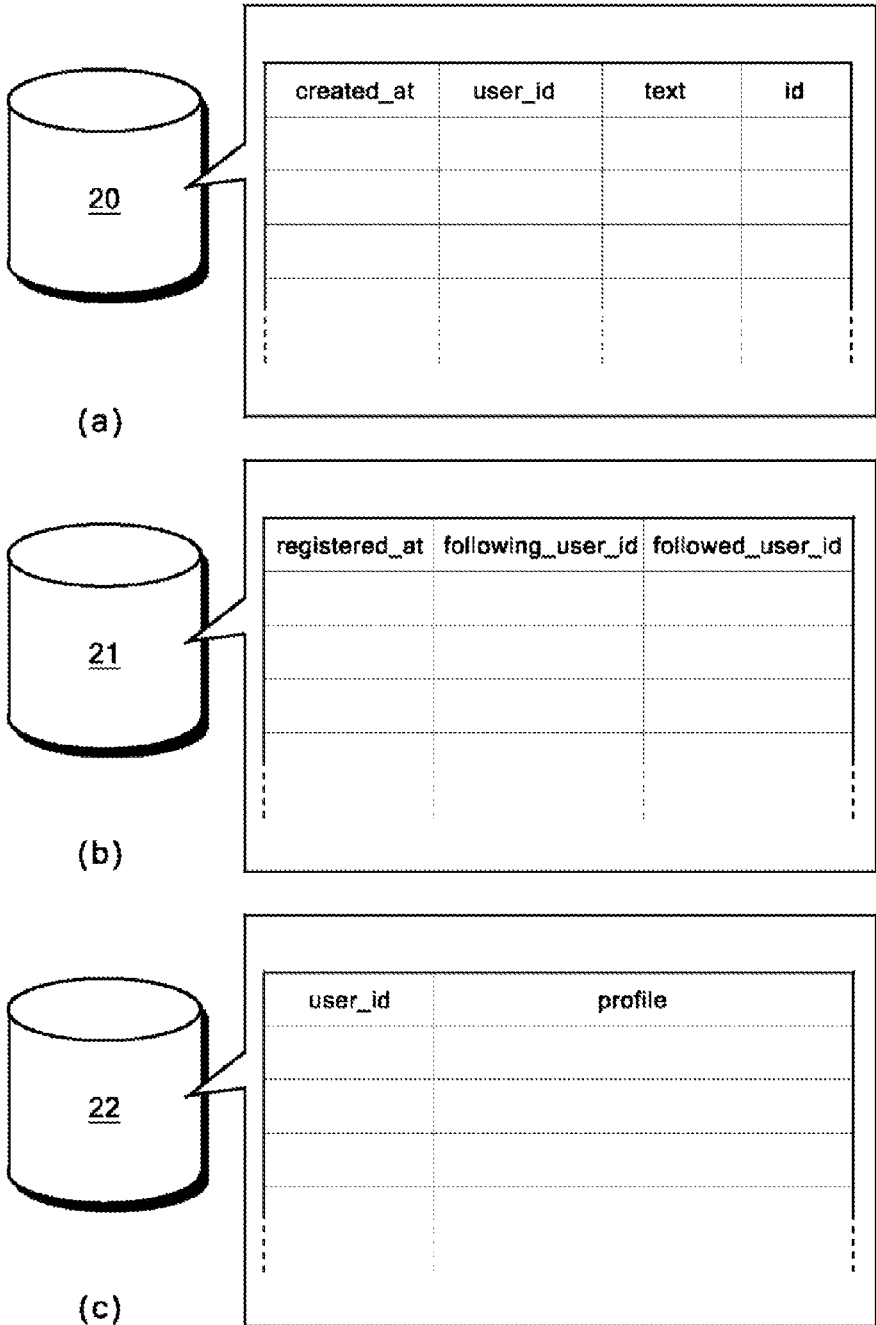 created_at user_id text id
20
(a)
registered_at following_user_id followed_user_id
21
(b)
user_id profile
22
(c)